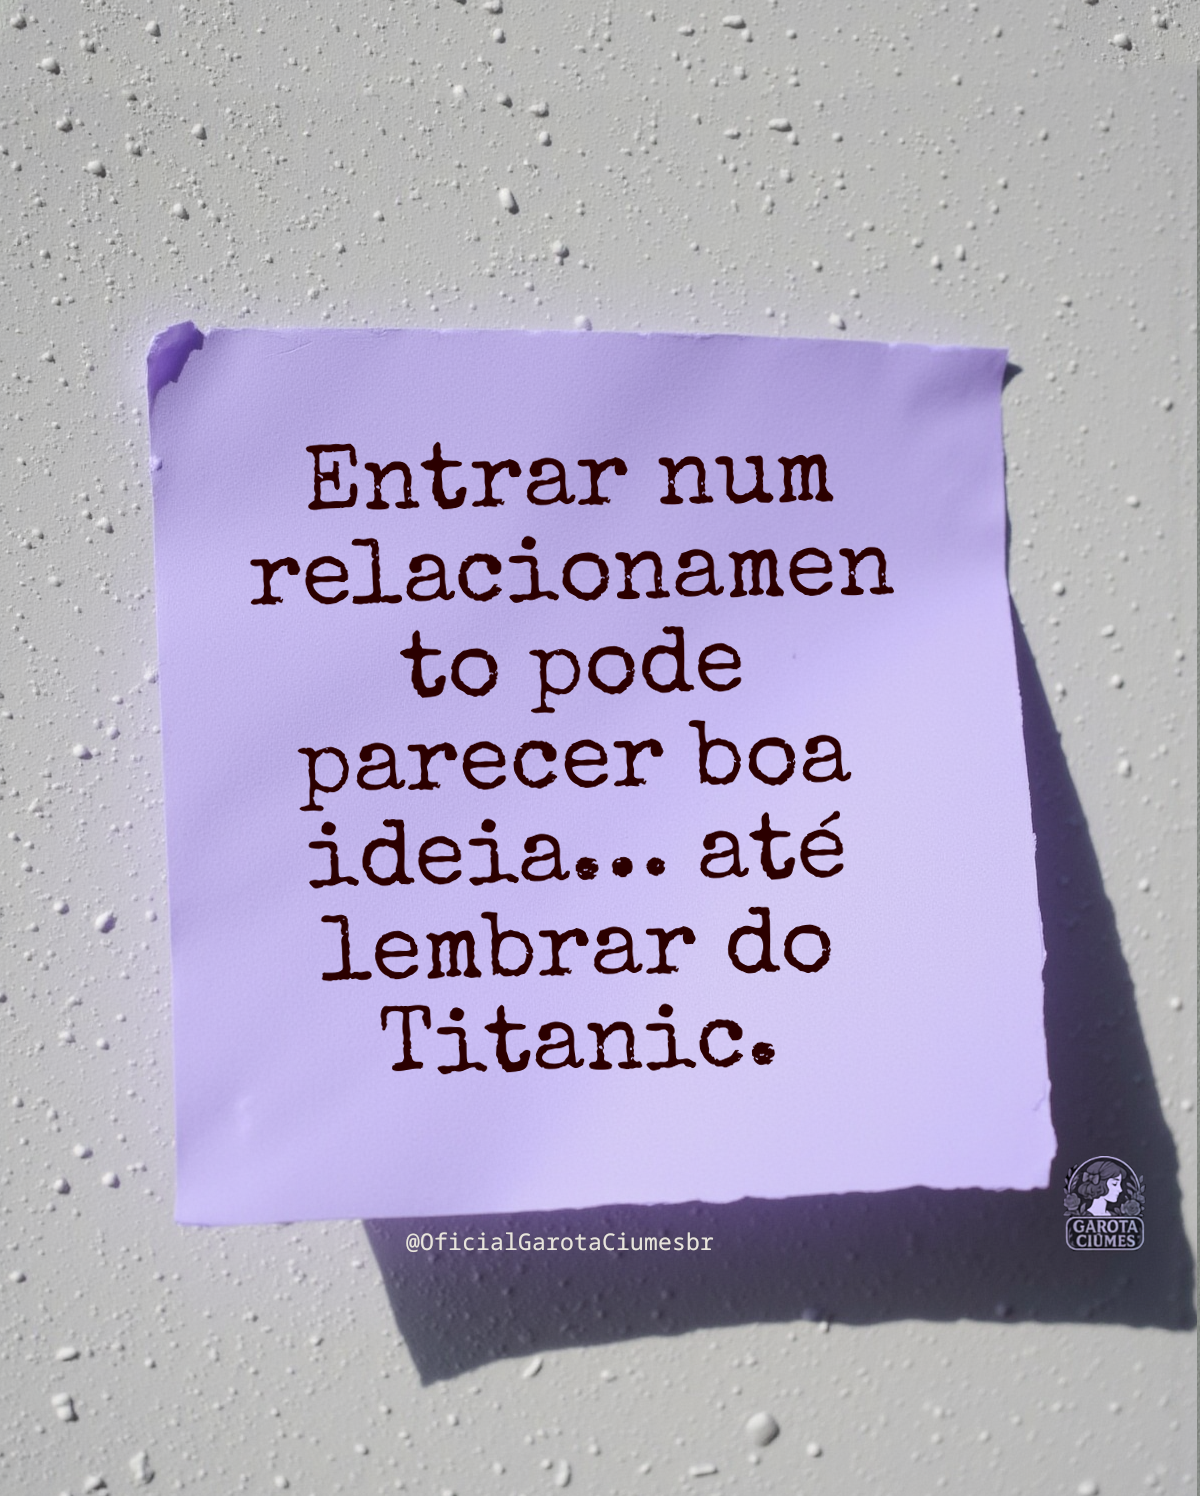 Entrar num
relacionamen
to pode
parecer boa
ideia... até
lembrar do
Titanic.
@OficialGarotaCiumesbr
GAROTA
CIÚMES